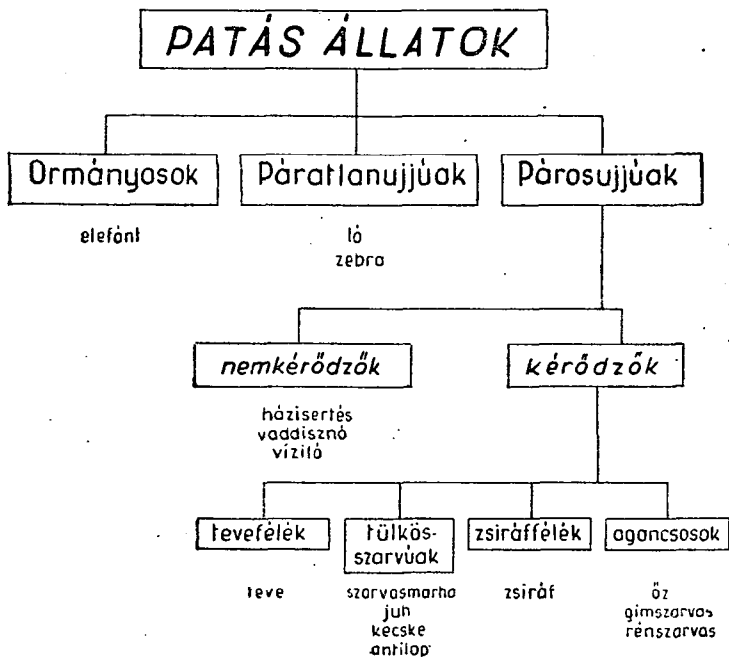 PATÁS ÁLLATOK
Ormányosok
Páratlanujjúak
Párosujjúak
elefánt
ló
zebra
nemkérődzők
kérődzők
házisertés
vaddisznó
víziló
tevefélék
tülkös-
szarvúak
zsiráffélék
agancsosok
teve
szarvasmarha
juh
kecske
antilop
zsiráf
őz
gímszarvas
rénszarvas